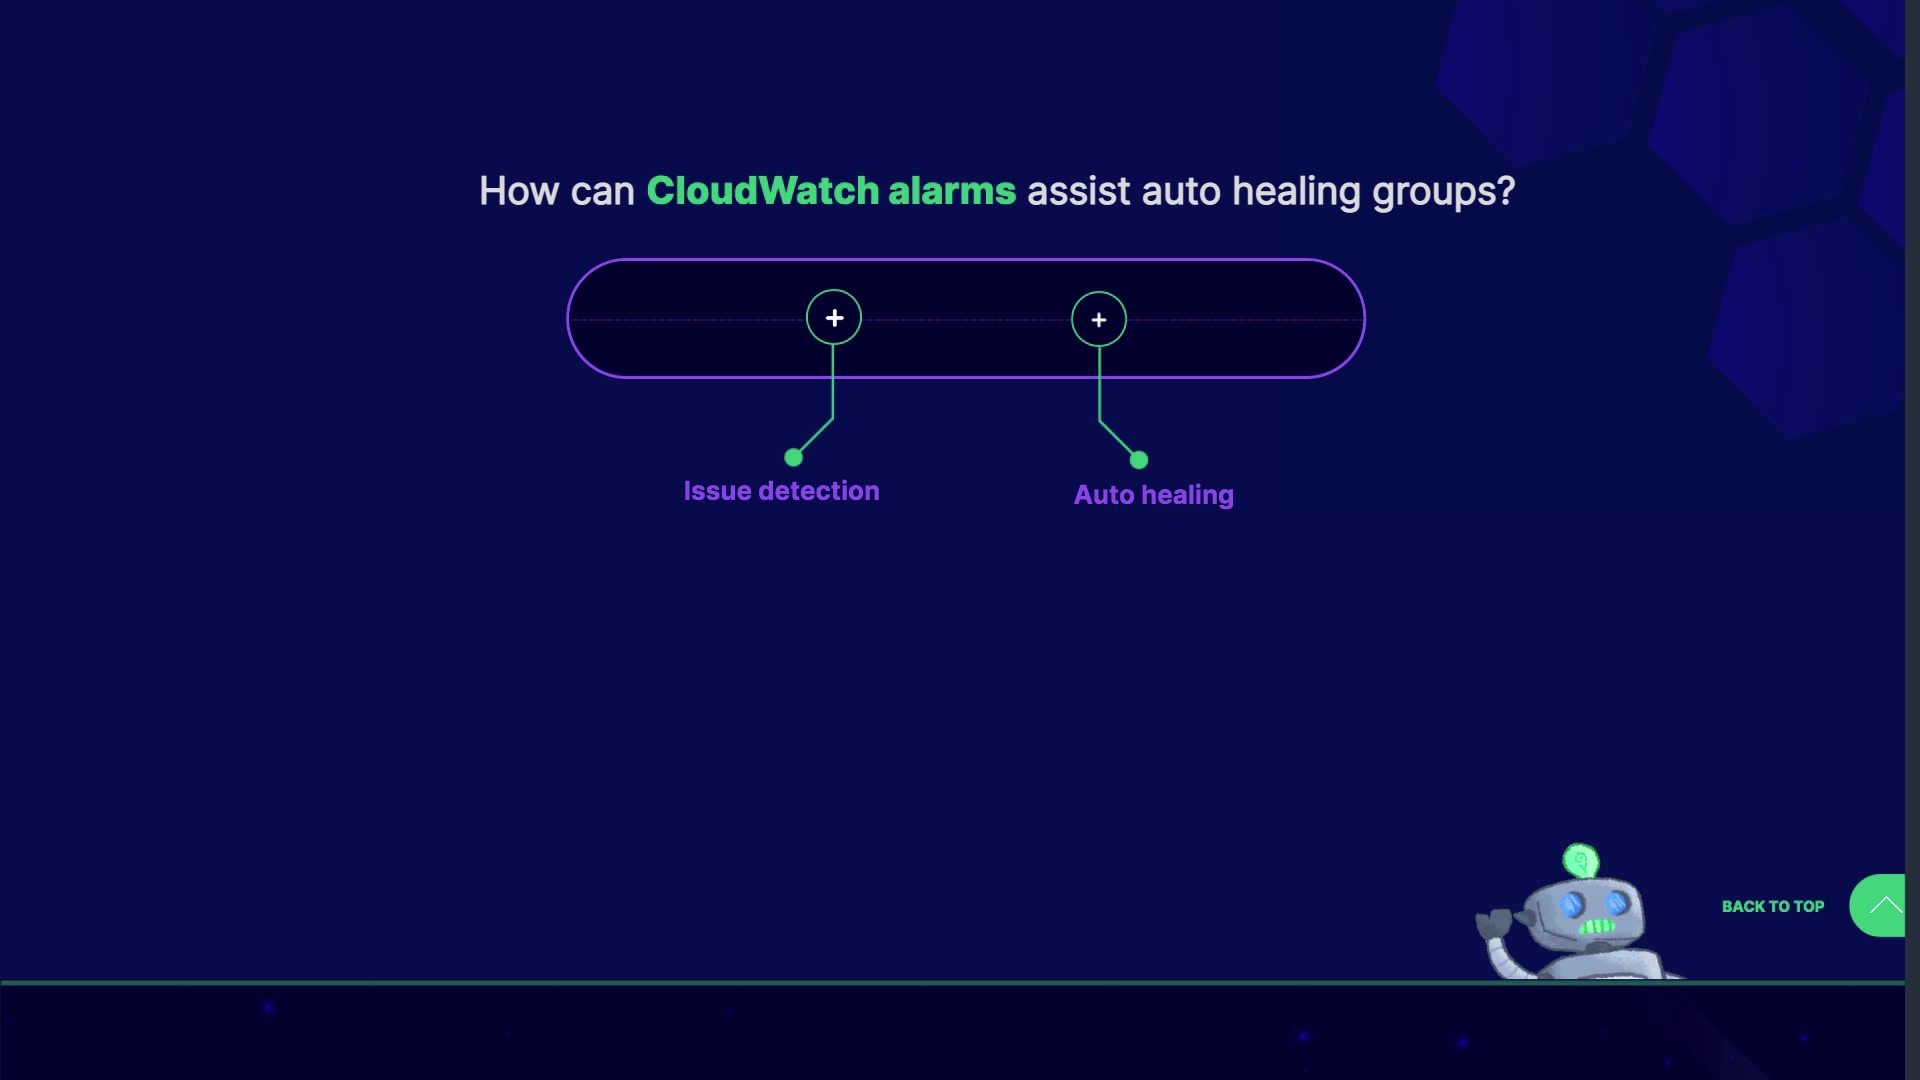 How can CloudWatch alarms assist auto healing groups?
Issue detection
Auto healing
BACK TO TOP